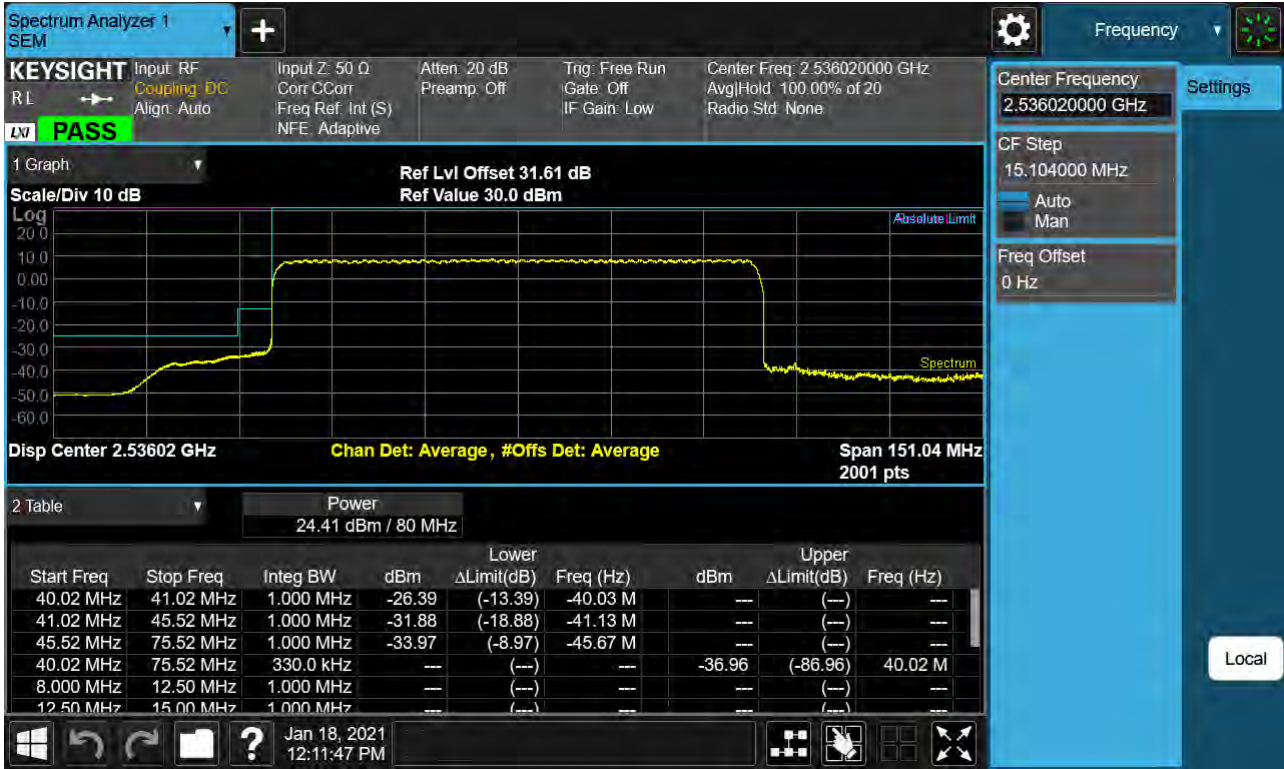 Spectrum Analyzer 1
SEM
Frequency
KEYSIGHT
R L
LXI
PASS
Input: RF
Coupling: DC
Align: Auto
Input Z: 50 Ω
Corr CCorr
Freq Ref: Int (S)
NFE: Adaptive
Atten: 20 dB
Preamp: Off
Trig: Free Run
Gate: Off
IF Gain: Low
Center Freq: 2.536020000 GHz
Avg|Hold: 100.00% of 20
Radio Std: None
Center Frequency
2.536020000 GHz
Settings
CF Step
15.104000 MHz
Auto
Man
Freq Offset
0 Hz
Local
1 Graph
Scale/Div 10 dB
Ref Lvl Offset 31.61 dB
Ref Value 30.0 dBm
Log
20.0
10.0
0.00
-10.0
-20.0
-30.0
-40.0
-50.0
-60.0
Limit
Spectrum
Disp Center 2.53602 GHz
Chan Det: Average , #Offs Det: Average
Span 151.04 MHz
2001 pts
2 Table
Power
24.41 dBm / 80 MHz
Lower Upper
Start Freq Stop Freq Integ BW dBm ΔLimit(dB) Freq (Hz) dBm ΔLimit(dB) Freq (Hz)
40.02 MHz 41.02 MHz 1.000 MHz -26.39 (-13.39) -40.03 M --- (---) ---
41.02 MHz 45.52 MHz 1.000 MHz -31.88 (-18.88) -41.13 M --- (---) ---
45.52 MHz 75.52 MHz 1.000 MHz -33.97 (-8.97) -45.67 M --- (---) ---
40.02 MHz 75.52 MHz 330.0 kHz --- (---) --- -36.96 (-86.96) 40.02 M
8.000 MHz 12.50 MHz 1.000 MHz --- (---) --- --- (---) ---
12.50 MHz 15.00 MHz 1.000 MHz --- (---) --- --- (---) ---
?
Jan 18, 2021
12:11:47 PM